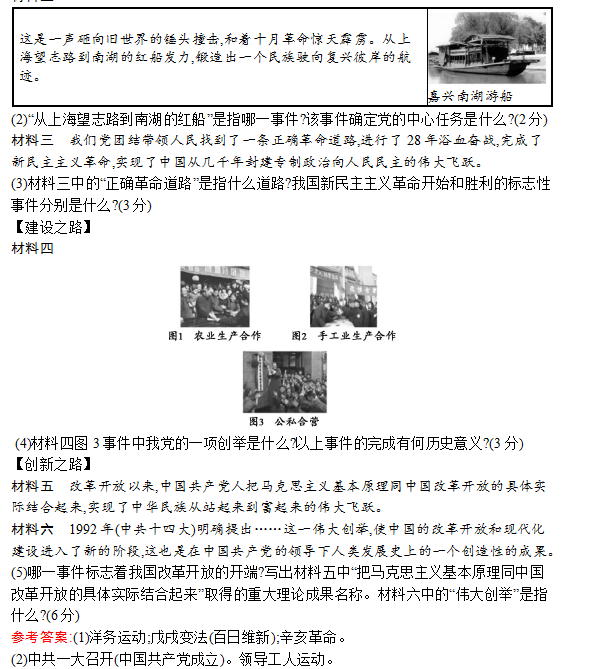 这是一声砸向旧世界的锤头撞击,和着十月革命惊天霹雳。从上
海望志路到南湖的红船发力,锻造出一个民族驶向复兴彼岸的航
迹。
嘉兴南湖游船
(2)“从上海望志路到南湖的红船”是指哪一事件?该事件确定党的中心任务是什么?(2分)
材料三 我们党团结带领人民找到了一条正确革命道路,进行了28年浴血奋战,完成了
新民主主义革命,实现了中国从几千年封建专制政治向人民民主的伟大飞跃。
(3)材料三中的“正确革命道路”是指什么道路?我国新民主主义革命开始和胜利的标志性
事件分别是什么?(3分)
【建设之路】
材料四
图1 农业生产合作
图2 手工业生产合作
图3 公私合营
(4)材料四图3事件中我党的一项创举是什么?以上事件的完成有何历史意义?(3分)
【创新之路】
材料五 改革开放以来,中国共产党人把马克思主义基本原理同中国改革开放的具体实
际结合起来,实现了中华民族从站起来到富起来的伟大飞跃。
材料六 1992年(中共十四大)明确提出……这一伟大创举,使中国的改革开放和现代化
建设进入了新的阶段,这也是在中国共产党的领导下人类发展史上的一个创造性的成果。
(5)哪一事件标志着我国改革开放的开端?写出材料五中“把马克思主义基本原理同中国
改革开放的具体实际结合起来”取得的重大理论成果名称。材料六中的“伟大创举”是指
什么?(6分)
参考答案:(1)洋务运动;戊戌变法(百日维新);辛亥革命。
(2)中共一大召开(中国共产党成立)。领导工人运动。